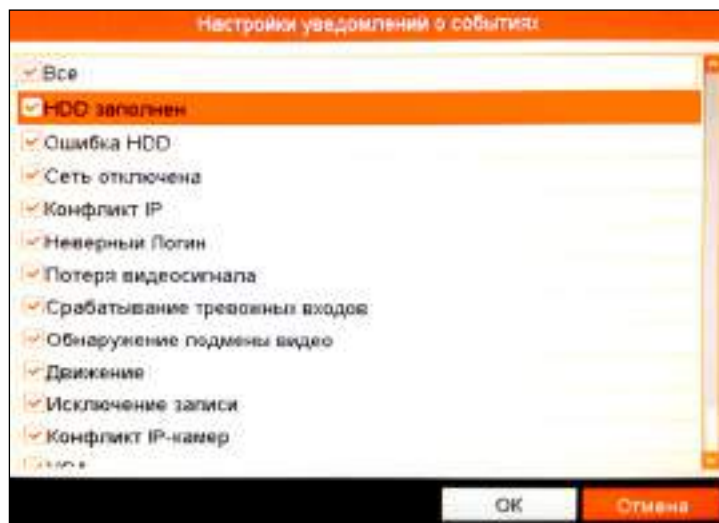 Настройки уведомлений о событиях
Все
HDD заполнен
Ошибка HDD
Сеть отключена
Конфликт IP
Неверный Логин
Потеря видеосигнала
Срабатывание тревожных входов
Обнаружение подмены видео
Движение
Исключение записи
Конфликт IP-камер
ОК
Отмена